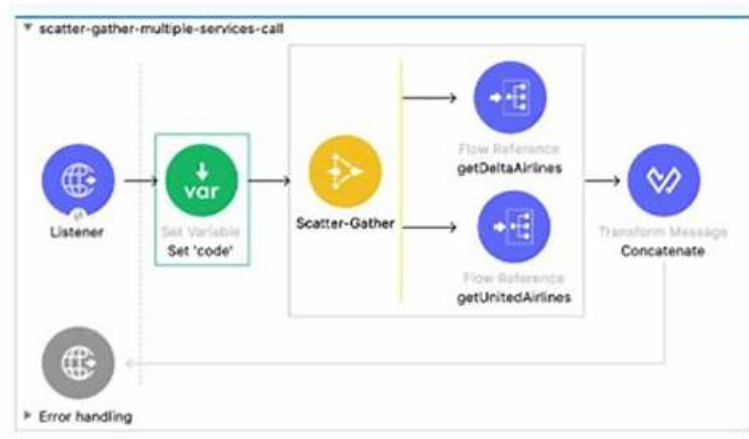 scatter-gather-multiple-services-call
Flow Reference
getDeltaAirlines
var
Listener
Set Variable
Set 'code'
Scatter-Gather
Transform Message
Concatenate
Flow Reference
getUnitedAirlines
Error handling